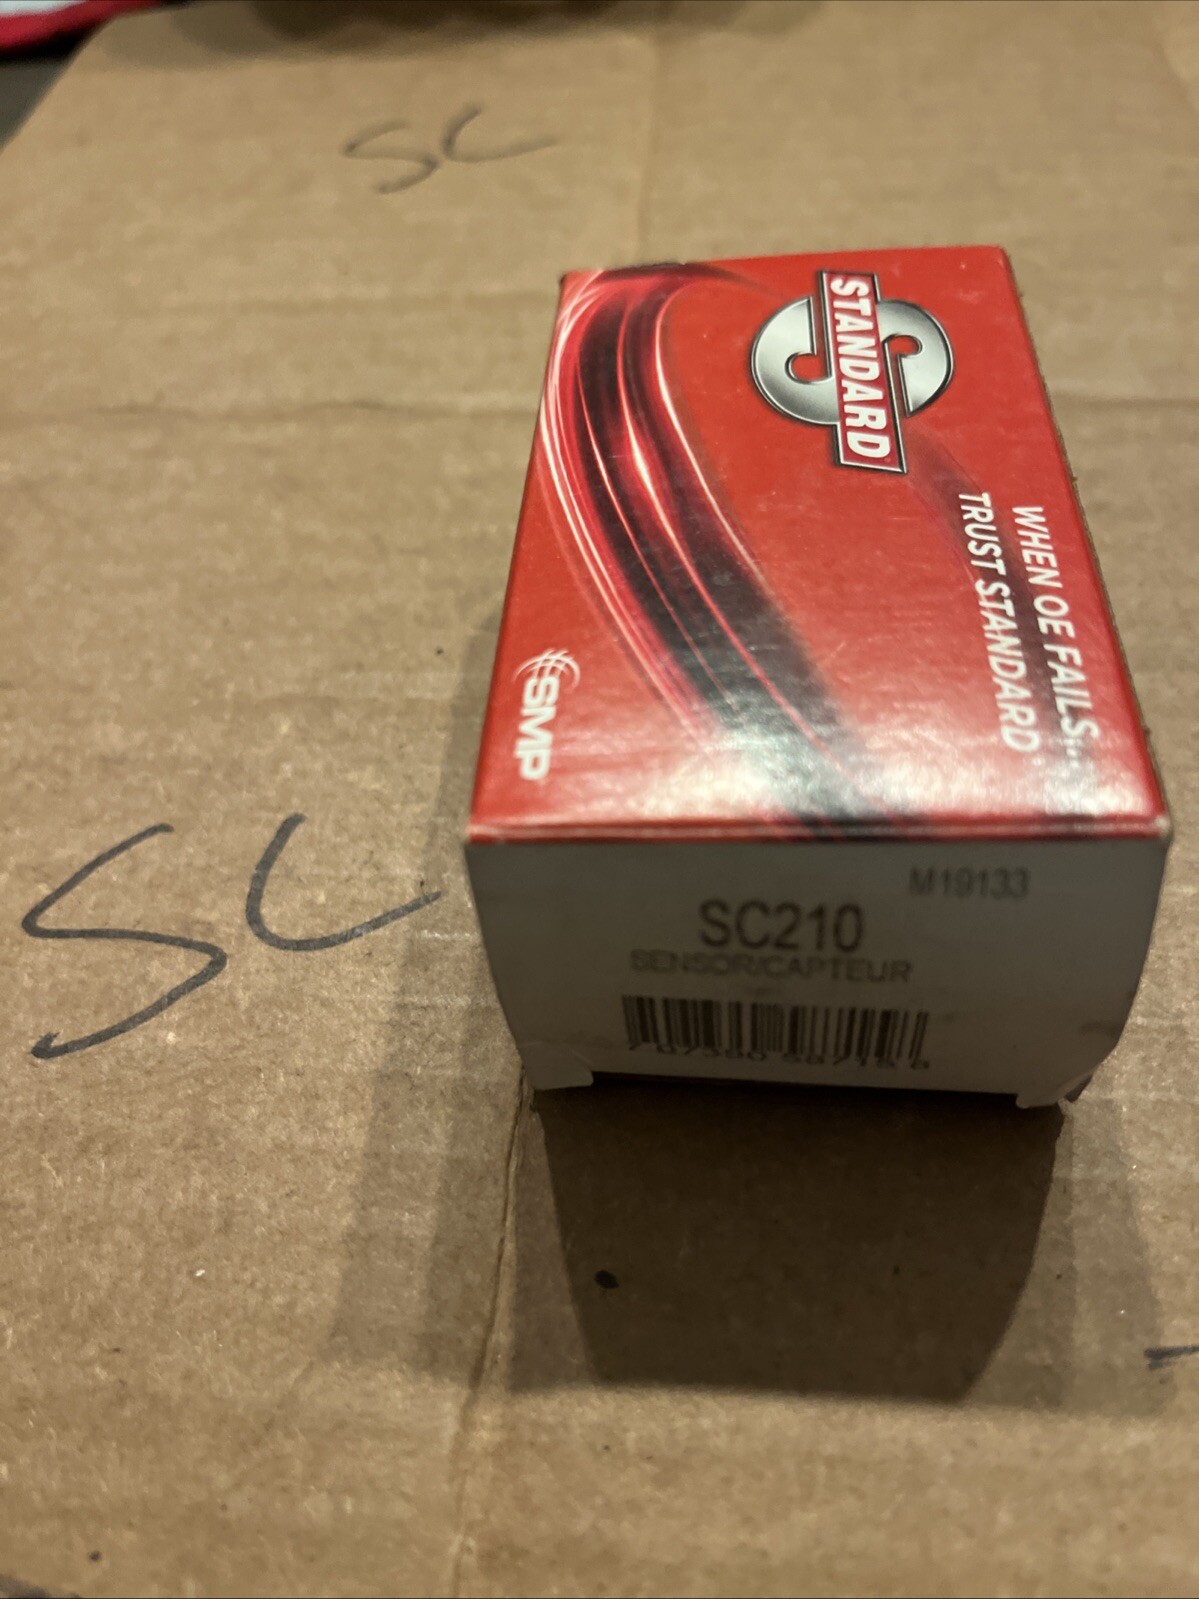 SC
STANDARD
WHEN OE FAILS...
TRUST STANDARD
SMP
SC
M19133
SC210
SENSOR/CAPTEUR